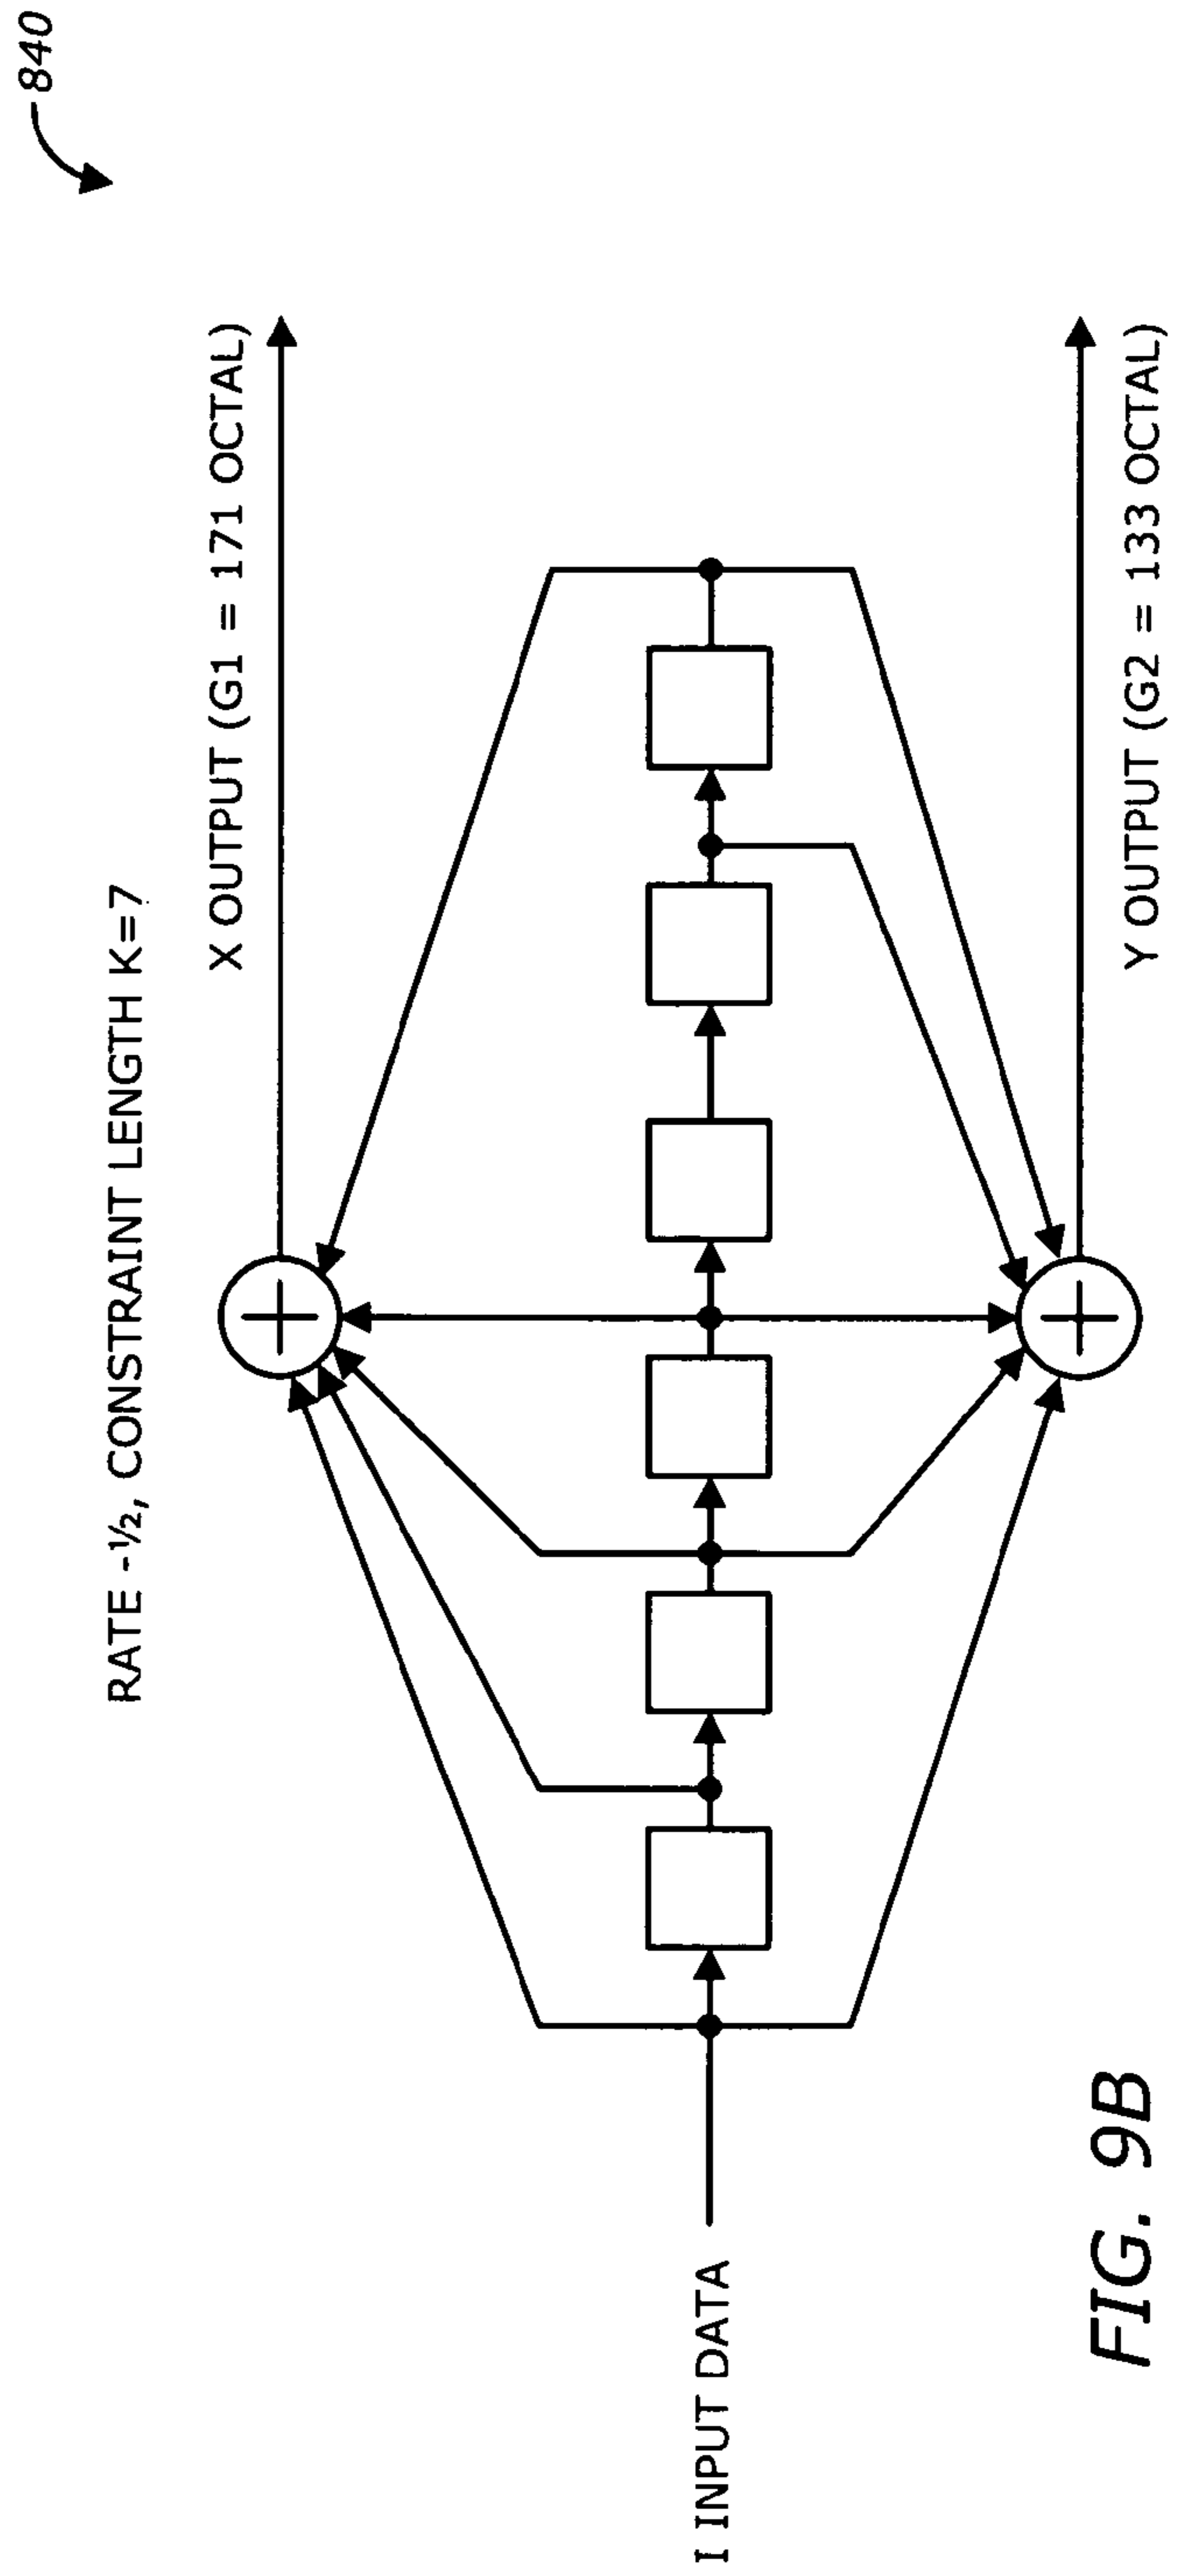 840
RATE -½, CONSTRAINT LENGTH K=7
X OUTPUT (G1 = 171 OCTAL)
I INPUT DATA
Y OUTPUT (G2 = 133 OCTAL)
FIG. 9B